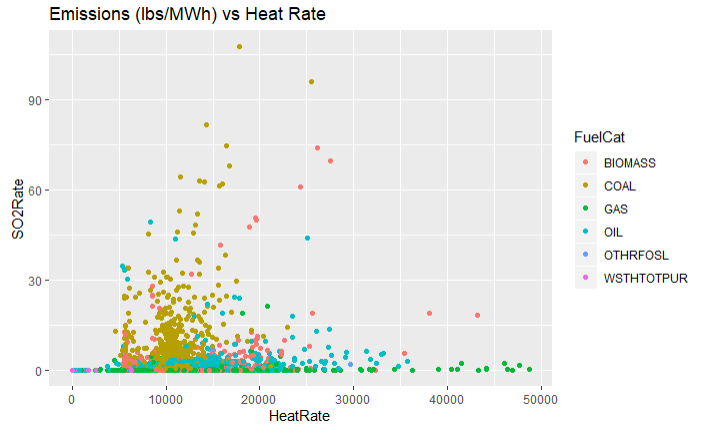 Emissions (lbs/MWh) vs Heat Rate
SO2Rate
90
60
30
0
0 10000 20000 30000 40000 50000
HeatRate
FuelCat
BIOMASS
COAL
GAS
OIL
OTHRFOSL
WSTHTOTPUR